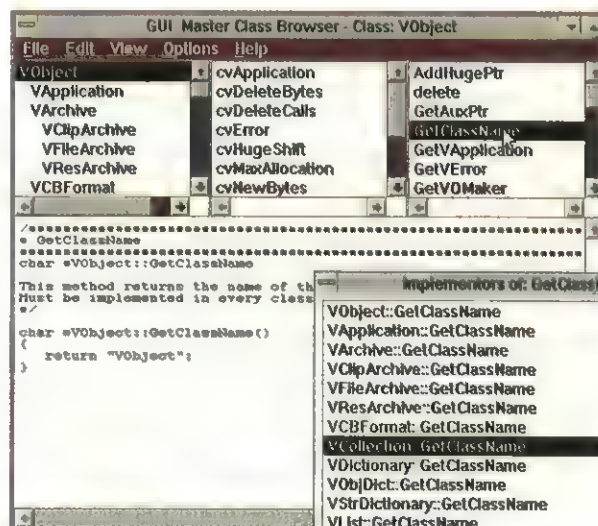 GUI Master Class Browser - Class: VObject
File Edit View Options Help
VObject
VApplication
VArchive
VClipArchive
VFileArchive
VResArchive
VCBFormat
cvApplication
cvDeleteBytes
cvDeleteCalls
cvError
cvHugeShift
cvMaxAllocation
cvNewBytes
AddHugePtr
delete
GetAuxPtr
GetClassName
GetVApplication
GetVError
GetVOMaker
* GetClassName
char *VObject::GetClassName
This method returns the name of th
Must be implemented in every class
*/
char *VObject::GetClassName()
{
return "VObject";
}
Implementors of: GetClass
VObject::GetClassName
VApplication::GetClassName
VArchive::GetClassName
VClipArchive::GetClassName
VFileArchive::GetClassName
VResArchive::GetClassName
VCBFormat::GetClassName
VCollection::GetClassName
VDictionary::GetClassName
VObjDict::GetClassName
VStrDictionary::GetClassName
VList::GetClassName